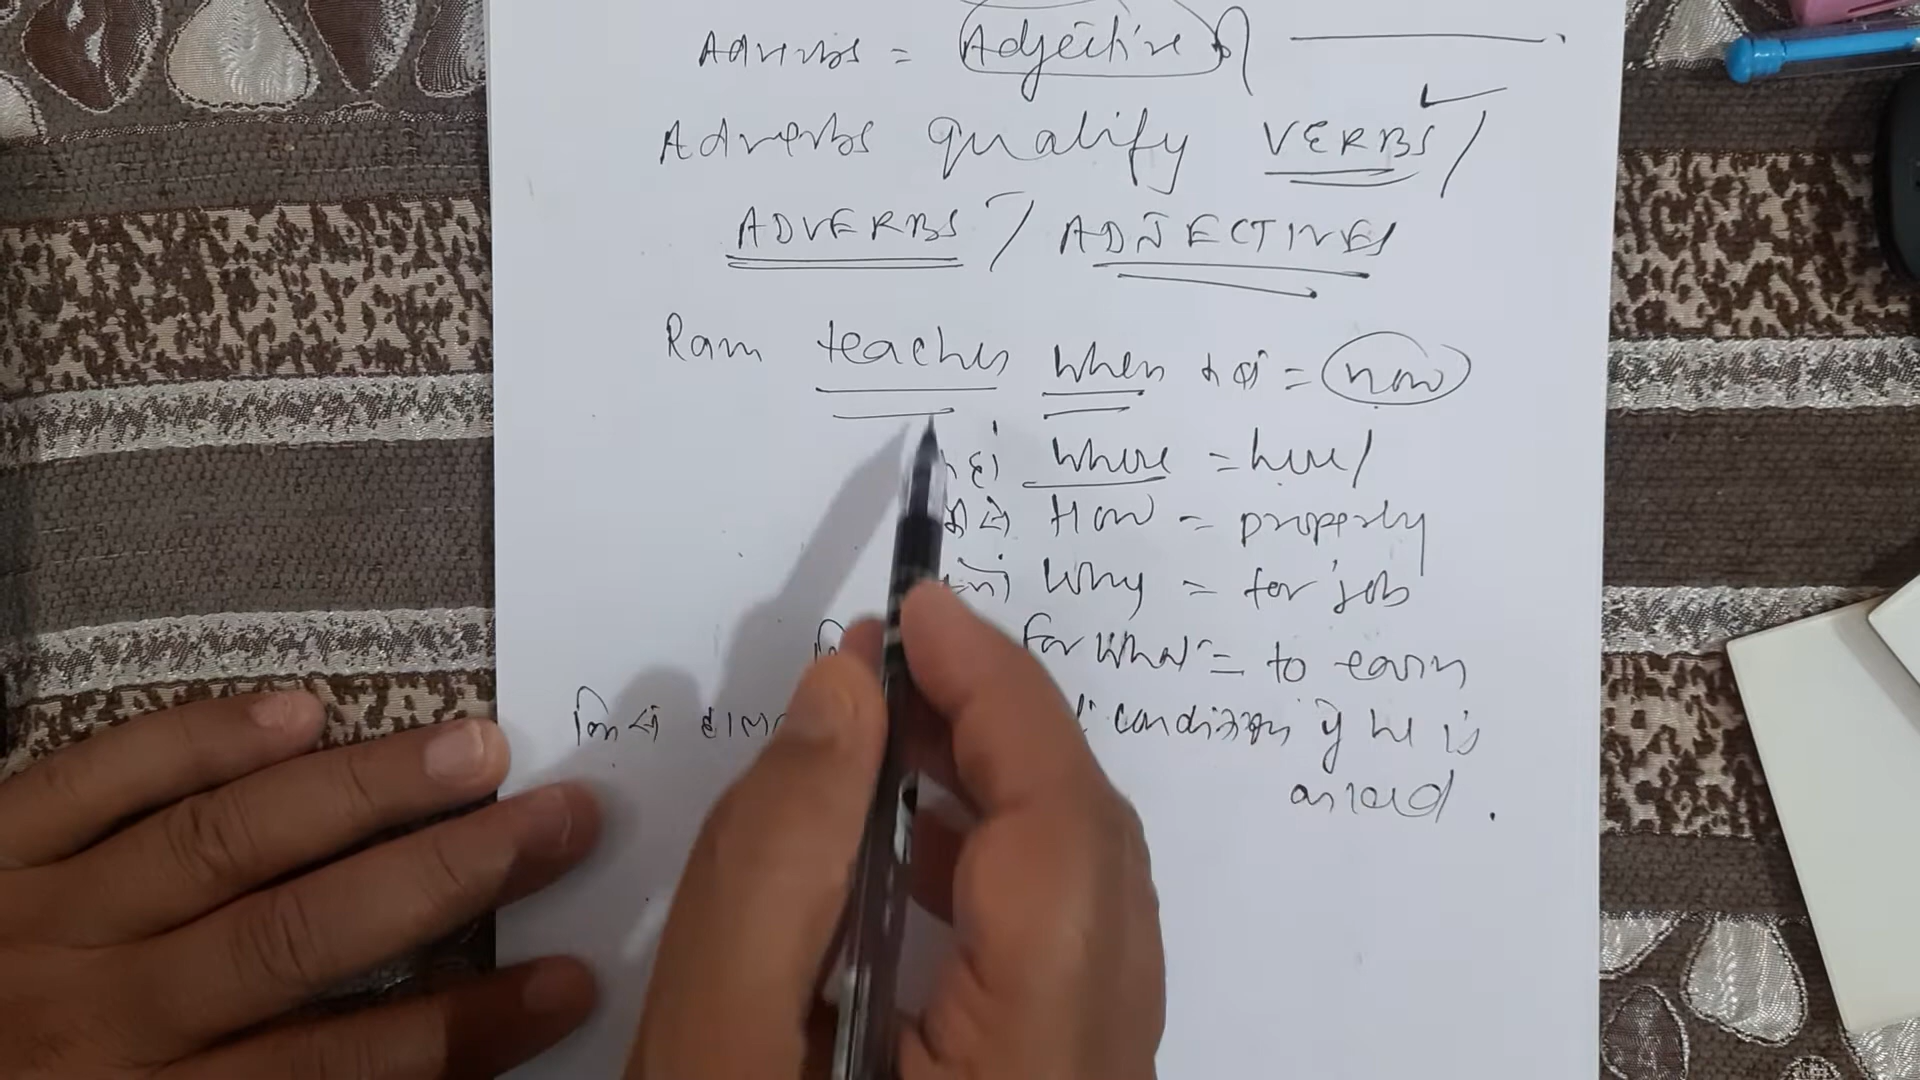 Adverbs = Adjective
Adverbs qualify VERBS /
ADVERBS / ADJECTIVES
Ram teaches when कब = now
where = here/
How = properly
Why = for job
For what = to earn
condition if he is
asked.